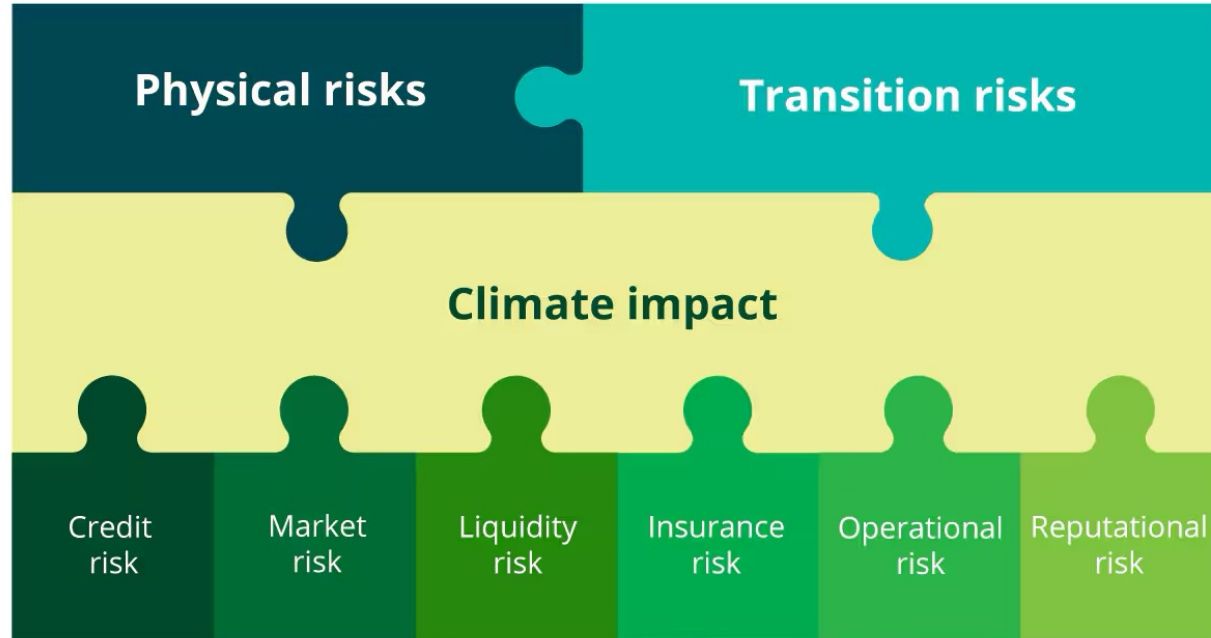 Physical risks
Transition risks
Climate impact
Credit
risk
Market
risk
Liquidity
risk
Insurance
risk
Operational
risk
Reputational
risk